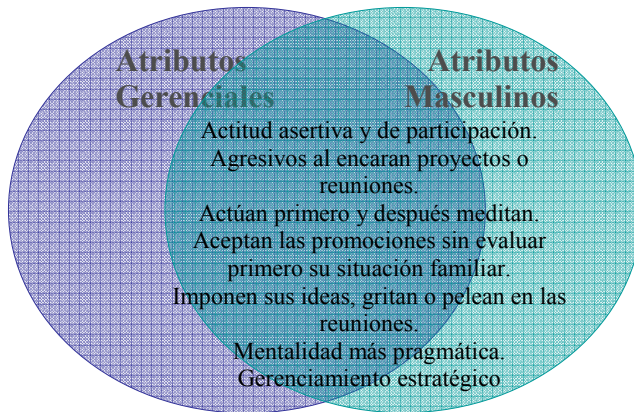 Atributos
Gerenciales
Atributos
Masculinos
Actitud asertiva y de participación.
Agresivos al encaran proyectos o
reuniones.
Actúan primero y después meditan.
Aceptan las promociones sin evaluar
primero su situación familiar.
Imponen sus ideas, gritan o pelean en las
reuniones.
Mentalidad más pragmática.
Gerenciamiento estratégico